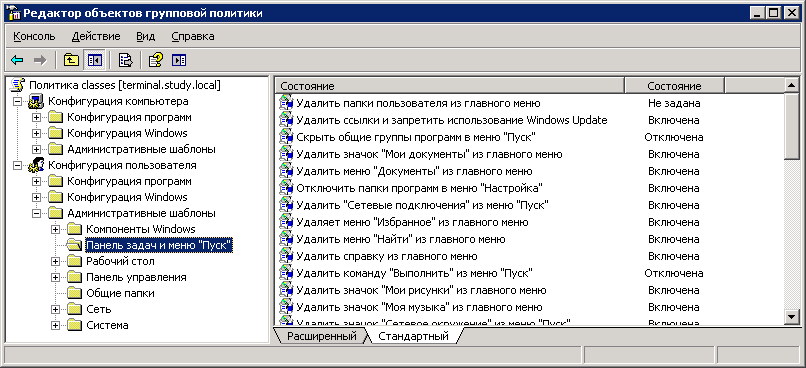 Редактор объектов групповой политики
Консоль Действие Вид Справка
Политика classes [terminal.study.local]
Конфигурация компьютера
Конфигурация программ
Конфигурация Windows
Административные шаблоны
Конфигурация пользователя
Конфигурация программ
Конфигурация Windows
Административные шаблоны
Компоненты Windows
Панель задач и меню "Пуск"
Рабочий стол
Панель управления
Общие папки
Сеть
Система
Состояние Состояние
Удалить папки пользователя из главного меню Не задана
Удалить ссылки и запретить использование Windows Update Включена
Скрыть общие группы программ в меню "Пуск" Отключена
Удалить значок "Мои документы" из главного меню Включена
Удалить меню "Документы" из главного меню Включена
Отключить папки программ в меню "Настройка" Включена
Удалить "Сетевые подключения" из меню "Пуск" Включена
Удаляет меню "Избранное" из главного меню Включена
Удалить меню "Найти" из главного меню Включена
Удалить справку из главного меню Включена
Удалить команду "Выполнить" из меню "Пуск" Отключена
Удалить значок "Мои рисунки" из главного меню Включена
Удалить значок "Моя музыка" из главного меню Включена
Удалить значок "Сетевое окружение" из меню "Пуск" Включена
Расширенный Стандартный